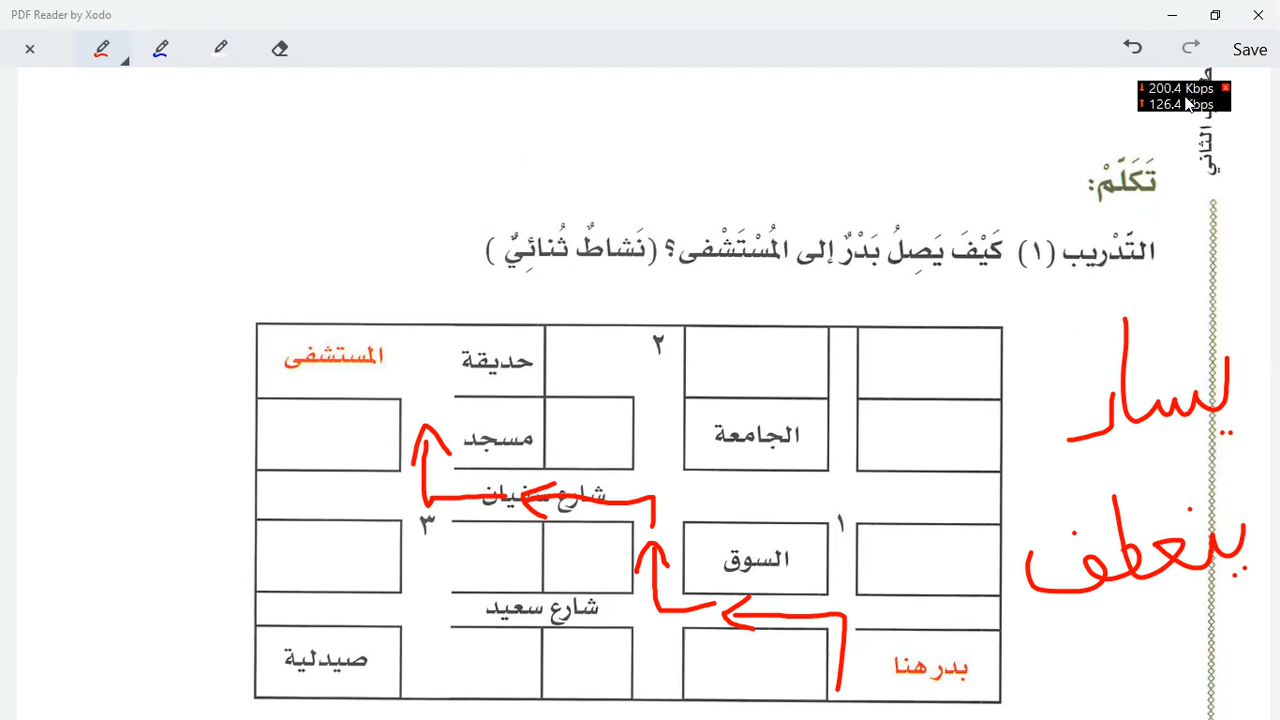 PDF Reader by Xodo
Save
200.4 Kbps
126.4
الثاني
تَكَلَّمْ:
التَّدْريب (١) كَيْفَ يَصِلُ بَدْرٌ إلى المُسْتَشْفى؟ (نَشاطٌ ثُنائِيٌّ)
٢ حديقة المستشفى
يسار
الجامعة مسجد
شارع سفيان
١ ٣
ينعطف
السوق
شارع سعيد
بدر هنا صيدلية